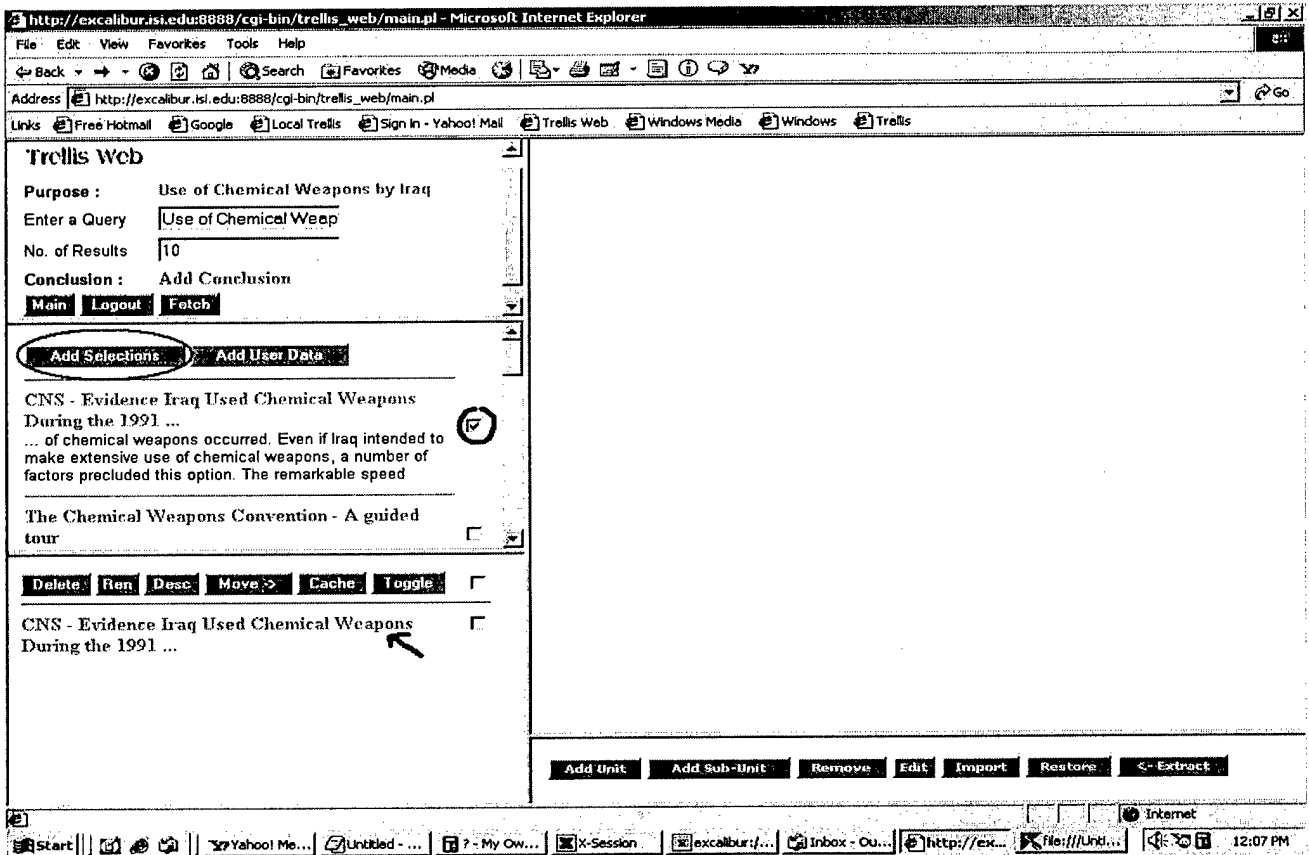 http://excalibur.isi.edu:8888/cgi-bin/trellis_web/main.pl - Microsoft Internet Explorer
File Edit View Favorites Tools Help
Back Search Favorites Media
Address http://excalibur.isi.edu:8888/cgi-bin/trellis_web/main.pl Go
Links Free Hotmail Google Local Trellis Sign In - Yahoo! Mail Trellis Web Windows Media Windows Trellis
Trellis Web
Purpose : Use of Chemical Weapons by Iraq
Enter a Query Use of Chemical Weap
No. of Results 10
Conclusion : Add Conclusion
Main Logout Fetch
Add Selections Add User Data
CNS - Evidence Iraq Used Chemical Weapons
During the 1991 ...
... of chemical weapons occurred. Even if Iraq intended to
make extensive use of chemical weapons, a number of
factors precluded this option. The remarkable speed
The Chemical Weapons Convention - A guided
tour
Delete Ren Desc Move -> Cache Toggle
CNS - Evidence Iraq Used Chemical Weapons
During the 1991 ...
Add Unit Add Sub-Unit Remove Edit Import Restore <- Extract
Internet
Start Yahoo! Me... Untitled - ... ? - My Ow... X-Session excalibur:/... Inbox - Ou... http://ex... file:///Unti... 12:07 PM